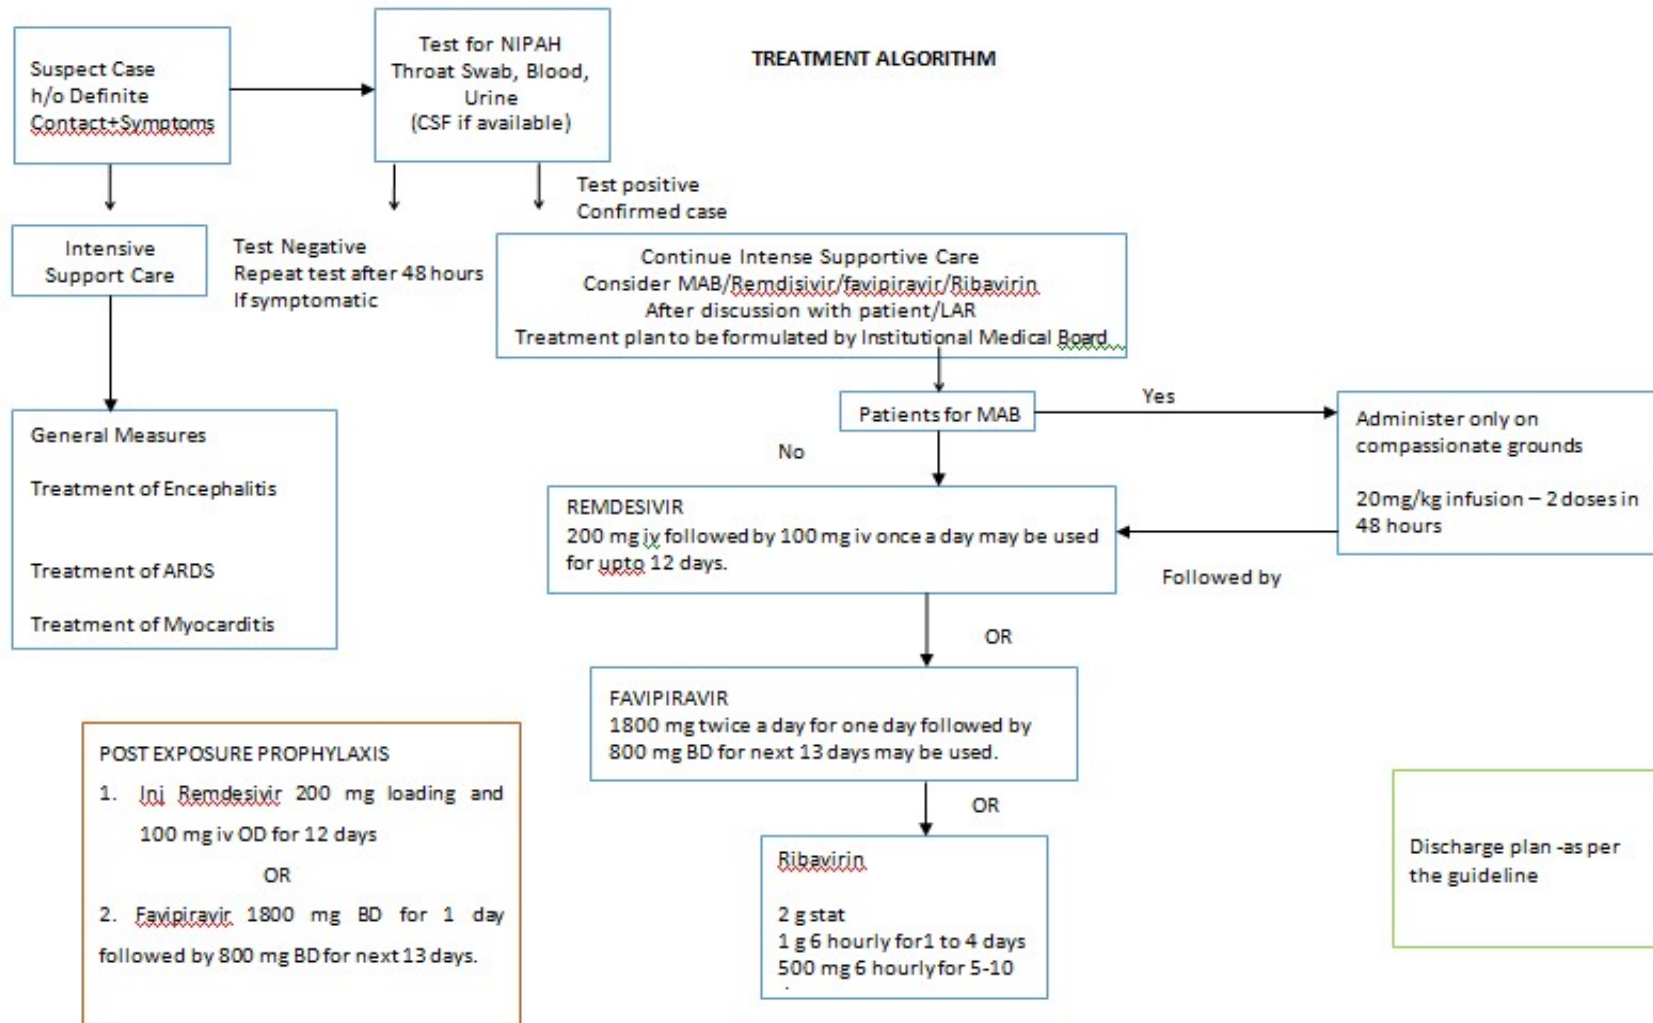 TREATMENT ALGORITHM
Suspect Case
h/o Definite
Contact+Symptoms
Test for NIPAH
Throat Swab, Blood,
Urine
(CSF if available)
Intensive
Support Care
Test Negative
Repeat test after 48 hours
If symptomatic
Test positive
Confirmed case
Continue Intense Supportive Care
Consider MAB/Remdisivir/favipiravir/Ribavirin
After discussion with patient/LAR
Treatment plan to be formulated by Institutional Medical Board
Patients for MAB
Yes
No
Administer only on
compassionate grounds
20mg/kg infusion – 2 doses in
48 hours
Followed by
General Measures
Treatment of Encephalitis
Treatment of ARDS
Treatment of Myocarditis
REMDESIVIR
200 mg iv followed by 100 mg iv once a day may be used
for upto 12 days.
OR
FAVIPIRAVIR
1800 mg twice a day for one day followed by
800 mg BD for next 13 days may be used.
OR
Ribavirin
2 g stat
1 g 6 hourly for1 to 4 days
500 mg 6 hourly for 5-10
POST EXPOSURE PROPHYLAXIS
1. Inj Remdesivir 200 mg loading and
100 mg iv OD for 12 days
OR
2. Favipiravir 1800 mg BD for 1 day
followed by 800 mg BD for next 13 days.
Discharge plan -as per
the guideline